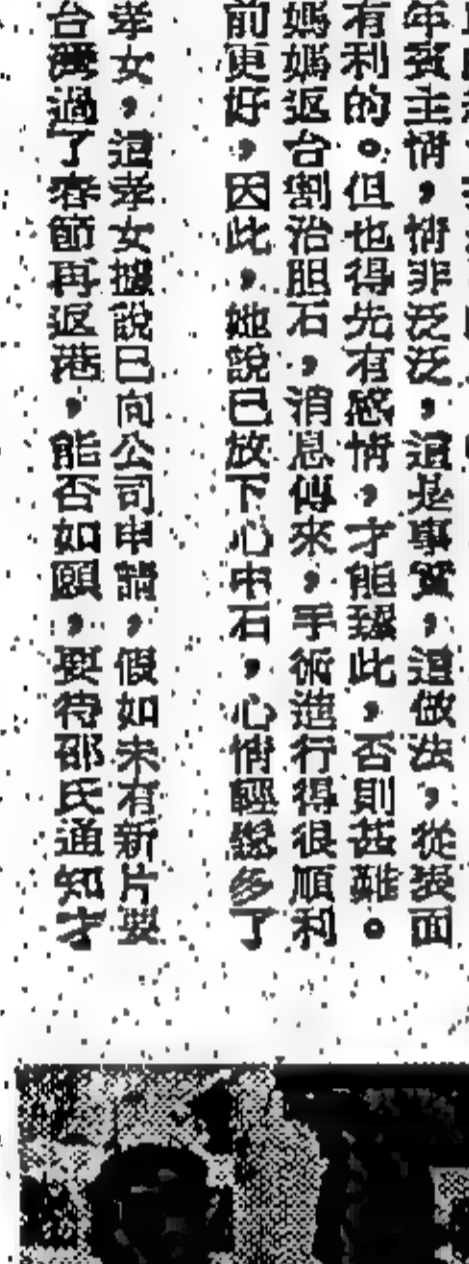 年賓主情，情非泛泛，這是事實，這做法，從表面
有利的。但也得先有感情，才能臻此，否則甚難。
媽媽返台割治胆石，消息傳來，手術進行得很順利
前更好，因此，她說已放下心中石，心情輕鬆多了
孝女，這孝女據說已向公司申請，假如未有新片要
台灣過了春節再返港，能否如願，要待邵氏通知才